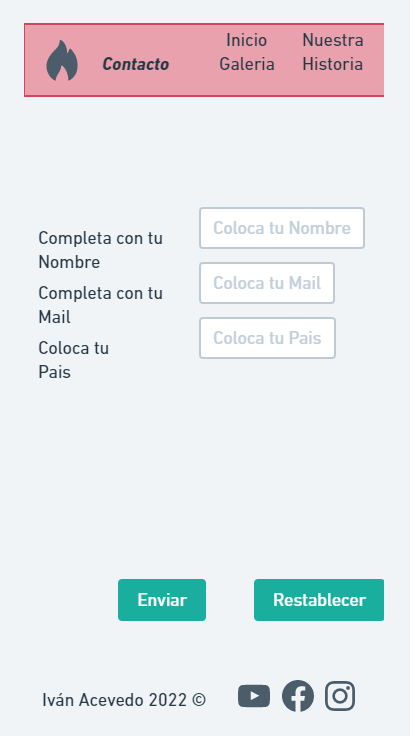 Contacto
Inicio
Galeria
Nuestra
Historia
Completa con tu
Nombre
Coloca tu Nombre
Completa con tu
Mail
Coloca tu Mail
Coloca tu
Pais
Coloca tu Pais
Enviar
Restablecer
Iván Acevedo 2022 ©